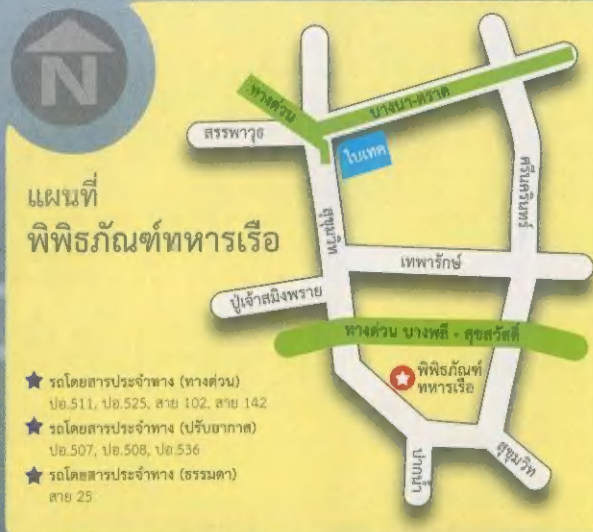 N
แผนที่
พิพิธภัณฑ์ทหารเรือ
ทางด่วน
บางนา-ตราด
สรรพาวุธ
ไบเทค
สุขุมวิท
ศรีนครินทร์
เทพารักษ์
ปู่เจ้าสมิงพราย
ทางด่วน บางพลี - สุขสวัสดิ์
พิพิธภัณฑ์
ทหารเรือ
ปากน้ำ
สุขุมวิท
รถโดยสารประจำทาง (ทางด่วน)
ปอ.511, ปอ.525, สาย 102, สาย 142
รถโดยสารประจำทาง (ปรับอากาศ)
ปอ.507, ปอ.508, ปอ.536
รถโดยสารประจำทาง (ธรรมดา)
สาย 25